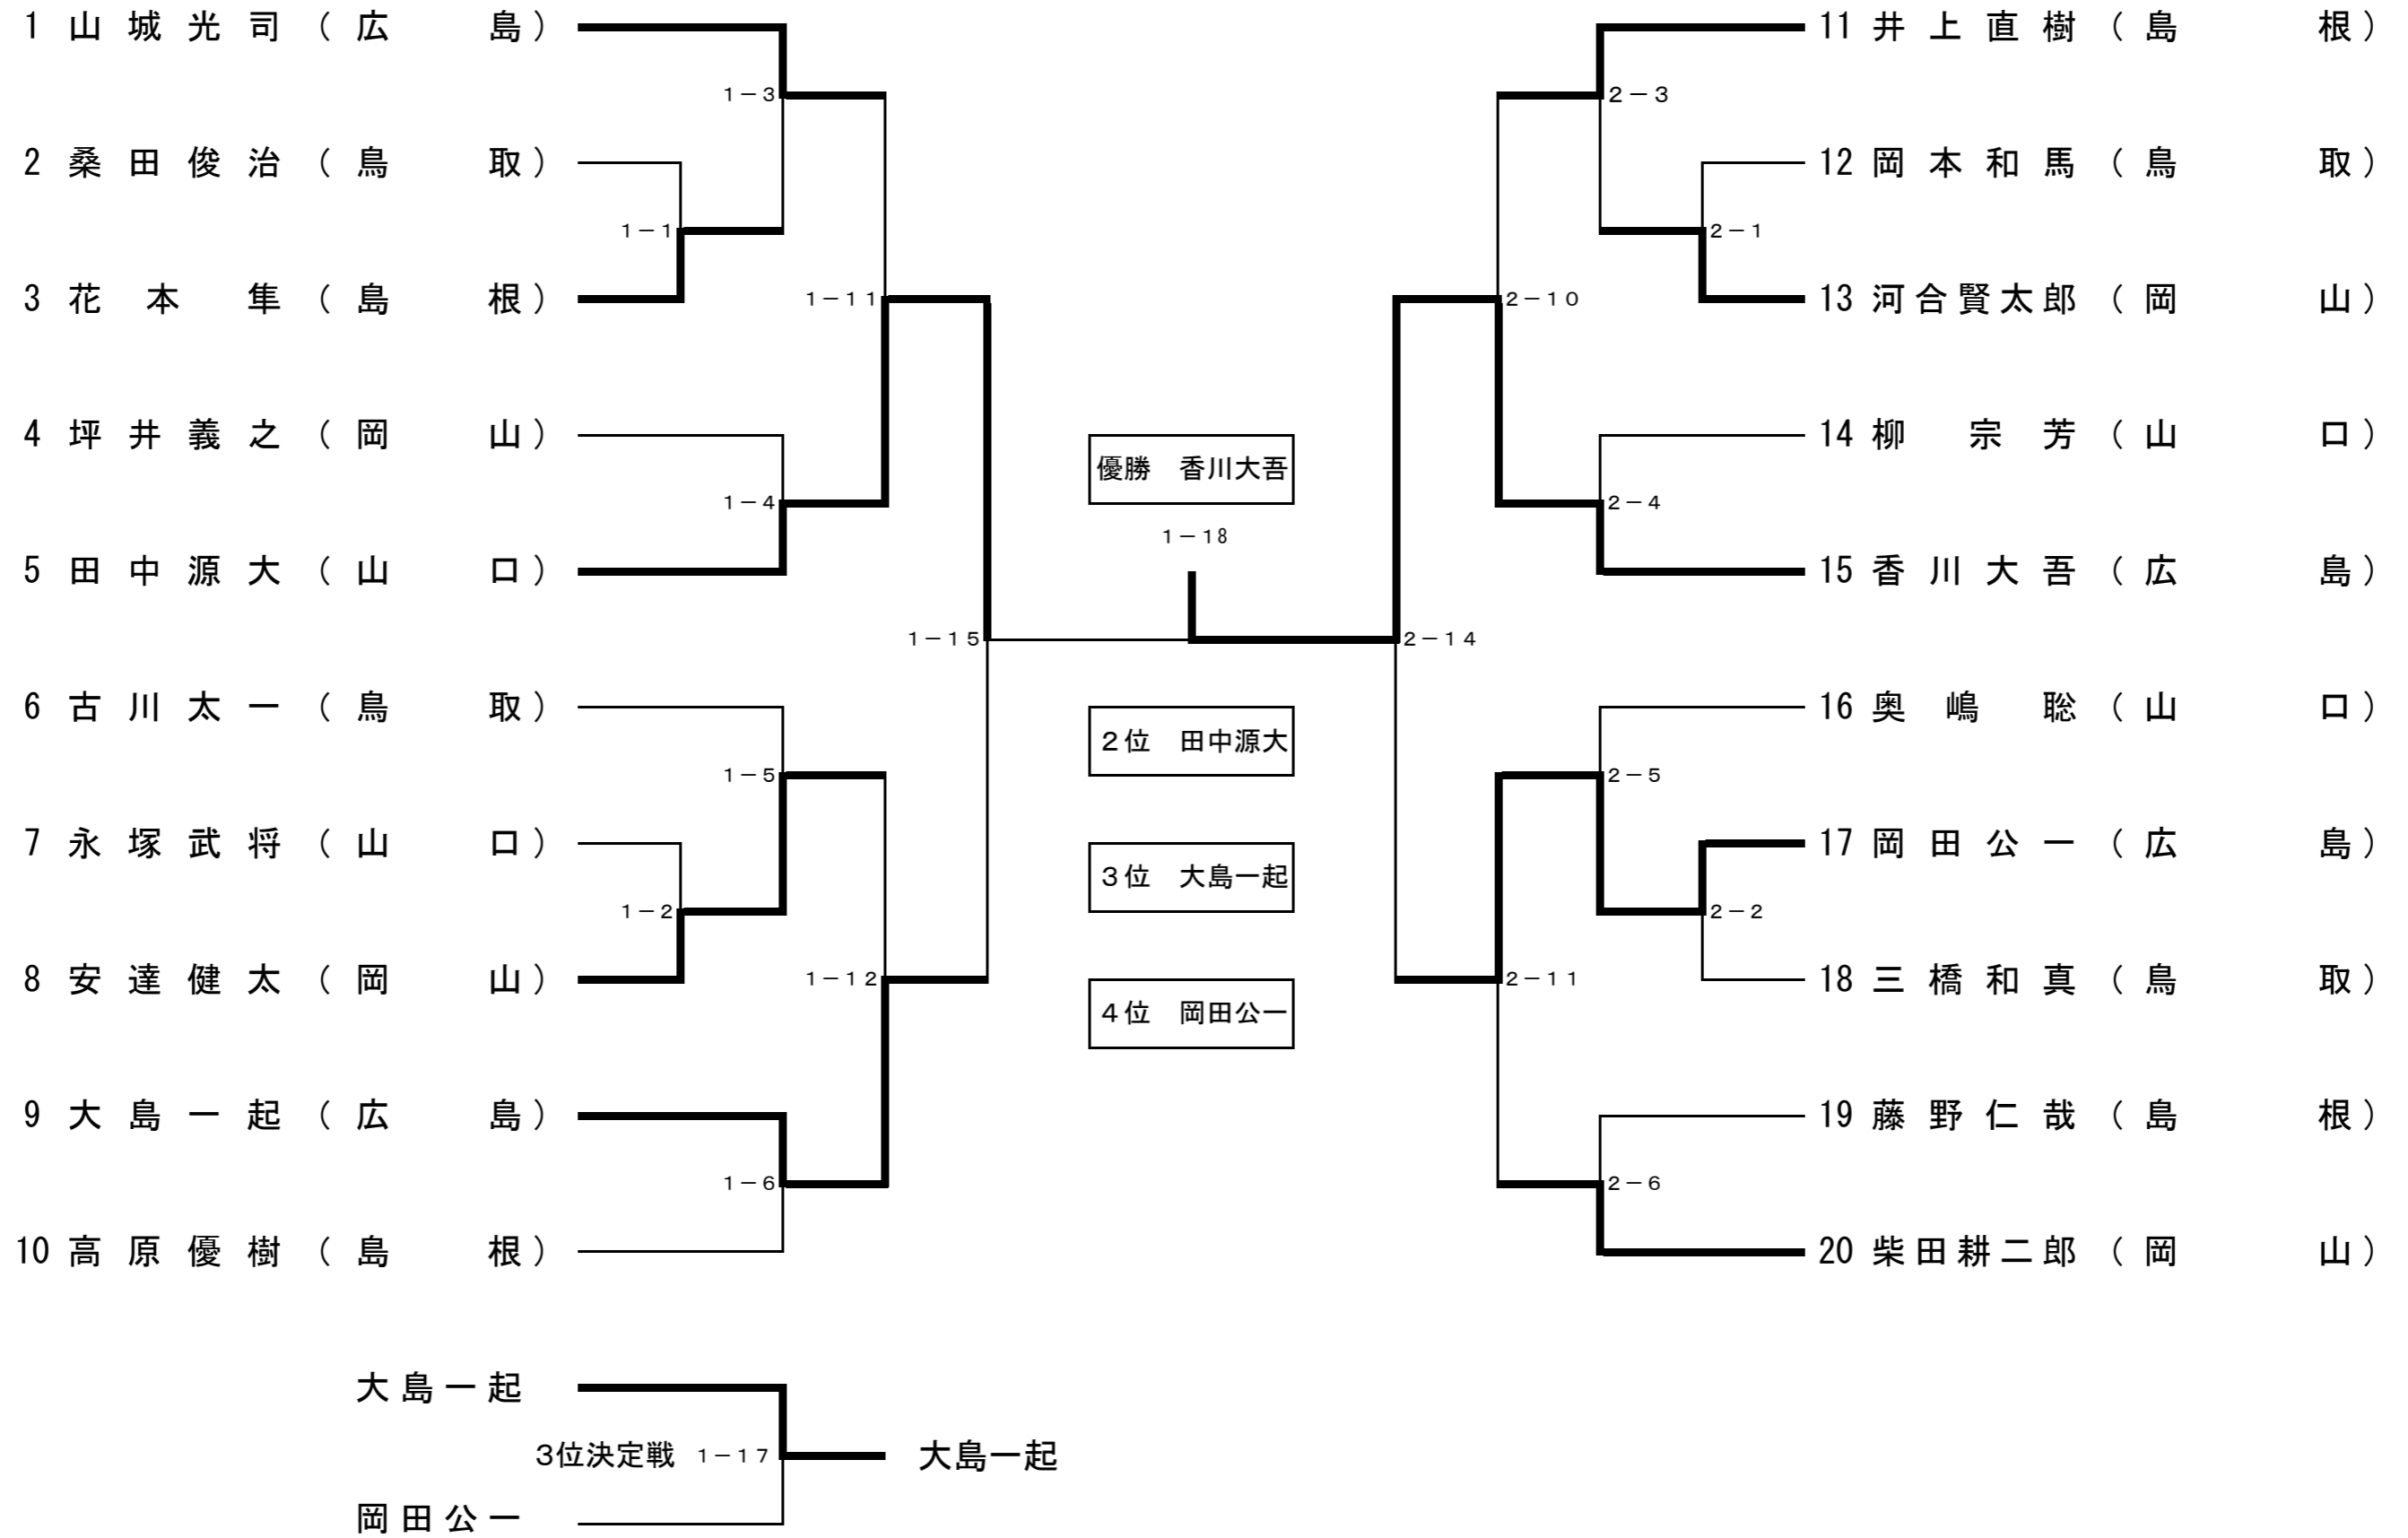 1 山城光司（広島）
2 桑田俊治（鳥取）
3 花本隼（島根）
4 坪井義之（岡山）
5 田中源大（山口）
6 古川太一（鳥取）
7 永塚武将（山口）
8 安達健太（岡山）
9 大島一起（広島）
10 高原優樹（島根）
1－3
1－1
1－11
1－4
1－15
1－5
1－2
1－12
1－6
優勝　香川大吾
1－18
2位　田中源大
3位　大島一起
4位　岡田公一
2－3
2－1
2－10
2－4
2－14
2－5
2－2
2－11
2－6
11 井上直樹（島根）
12 岡本和馬（鳥取）
13 河合賢太郎（岡山）
14 柳宗芳（山口）
15 香川大吾（広島）
16 奥嶋聡（山口）
17 岡田公一（広島）
18 三橋和真（鳥取）
19 藤野仁哉（島根）
20 柴田耕二郎（岡山）
大島一起
3位決定戦 1－17 大島一起
岡田公一